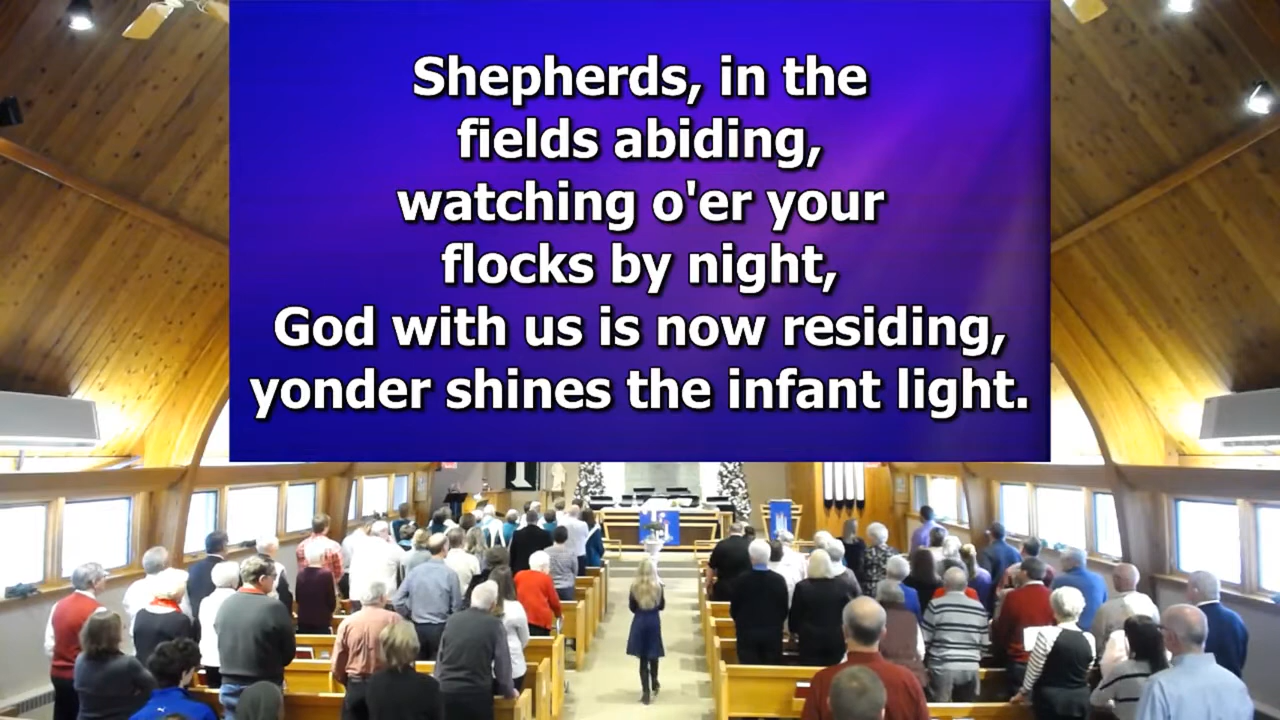 Shepherds, in the
fields abiding,
watching o'er your
flocks by night,
God with us is now residing,
yonder shines the infant light.